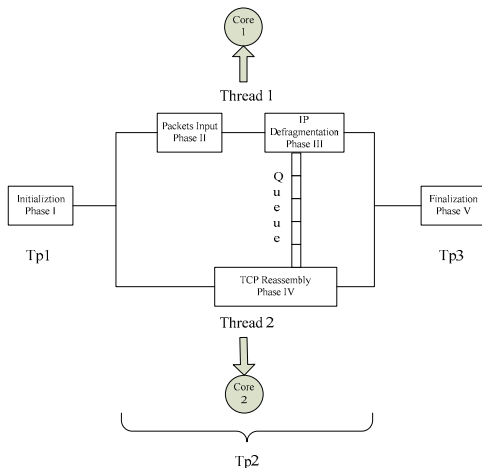 Core
1
Thread 1
Packets Input
Phase II
IP
Defragmentation
Phase III
Q
u
e
u
e
Initializtion
Phase I
Finalization
Phase V
Tp1
Tp3
TCP Reassembly
Phase IV
Thread 2
Core
2
Tp2